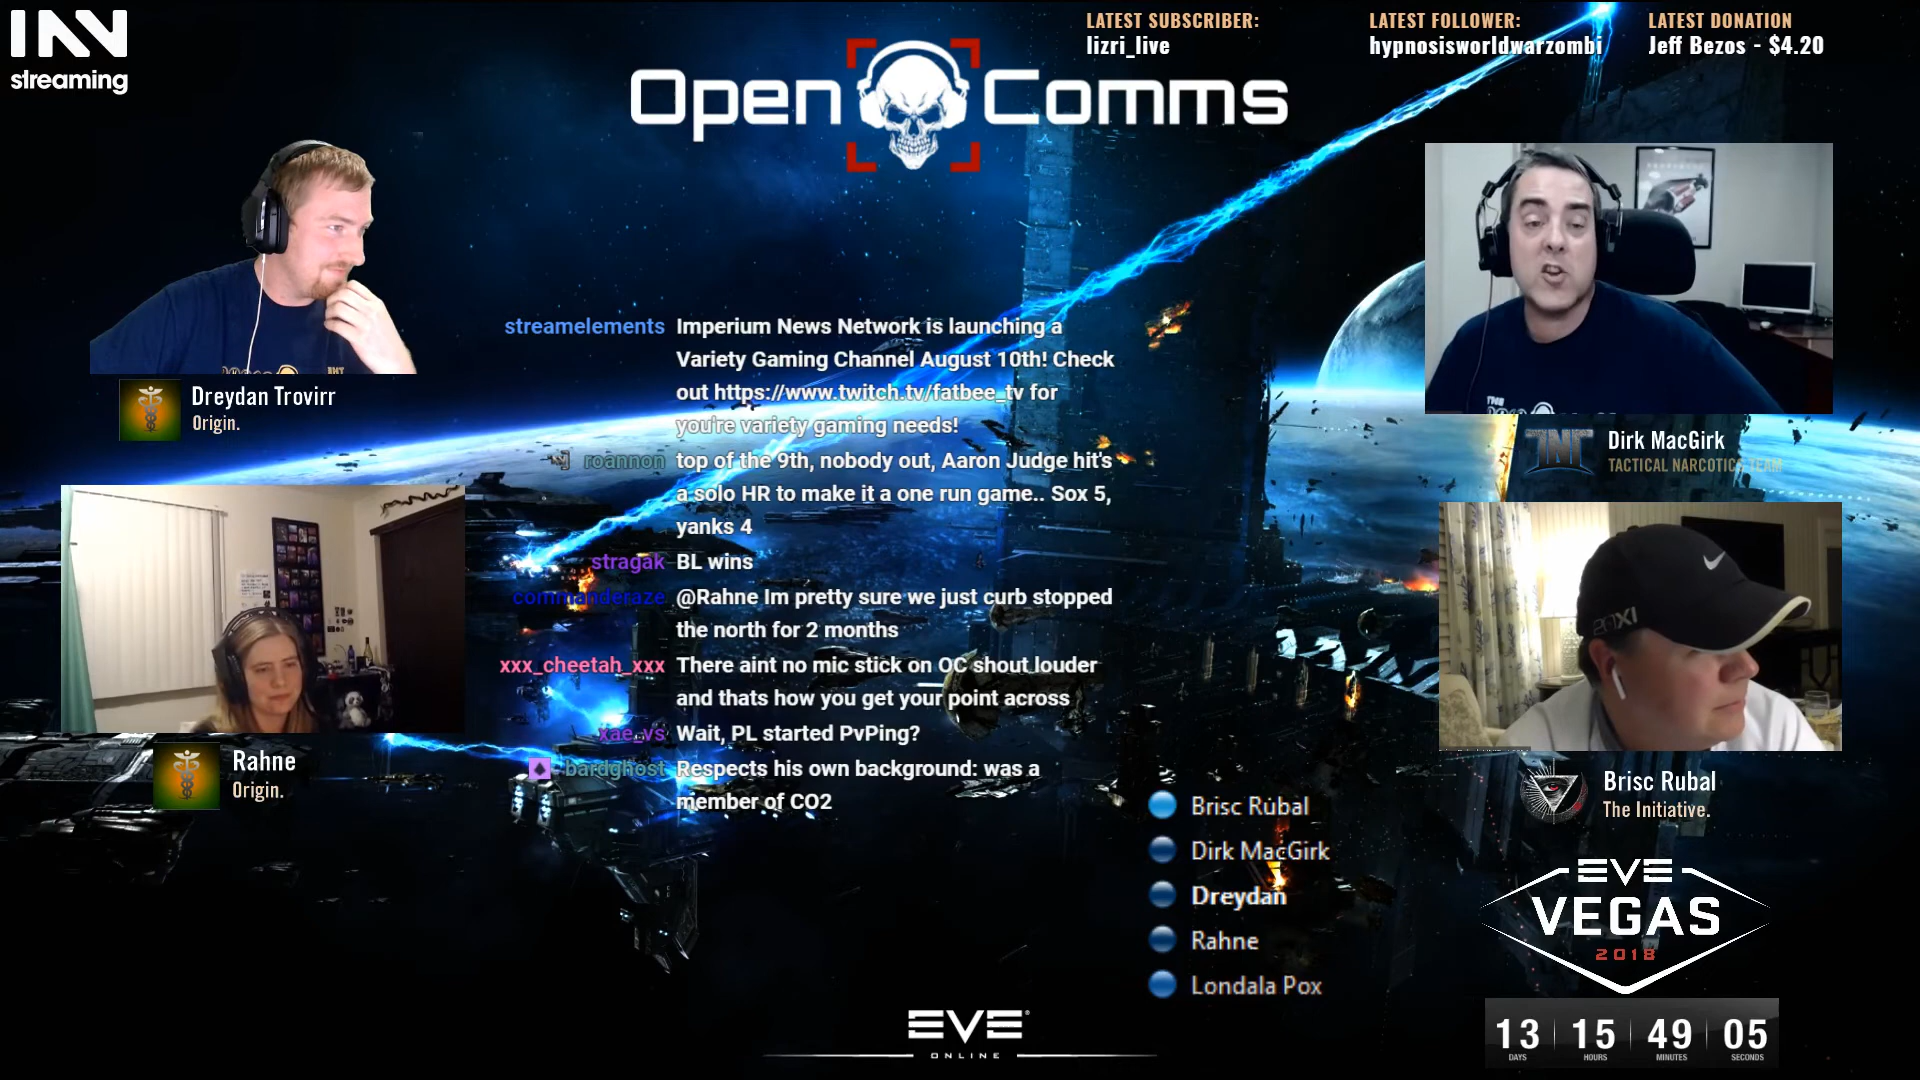 INN
streaming
Open Comms
LATEST SUBSCRIBER:
lizri_live
LATEST FOLLOWER:
hypnosisworldwarzombi
LATEST DONATION
Jeff Bezos - $4.20
Dreydan Trovirr
Origin.
Rahne
Origin.
streamelements Imperium News Network is launching a
Variety Gaming Channel August 10th! Check
out https://www.twitch.tv/fatbee_tv for
you're variety gaming needs!
roannon top of the 9th, nobody out, Aaron Judge hit's
a solo HR to make it a one run game.. Sox 5,
yanks 4
stragak BL wins
commanderaze @Rahne Im pretty sure we just curb stopped
the north for 2 months
xxx_cheetah_xxx There aint no mic stick on OC shout louder
and thats how you get your point across
xae_vs Wait, PL started PvPing?
bardghost Respects his own background: was a
member of CO2
TNT
Dirk MacGirk
TACTICAL NARCOTICS TEAM
Brisc Rubal
The Initiative.
Brisc Rubal
Dirk MacGirk
Dreydan
Rahne
Londala Pox
EVE
VEGAS
2018
13 15 49 05
DAYS HOURS MINUTES SECONDS
EVE
ONLINE